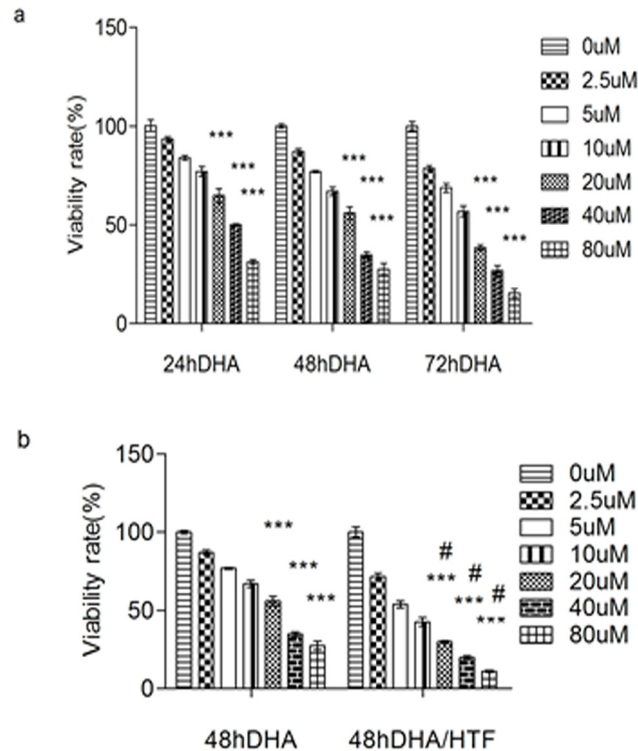 a
150
100
50
0
Viability rate(%)
***
***
***
***
***
***
***
***
***
24hDHA
48hDHA
72hDHA
0uM
2.5uM
5uM
10uM
20uM
40uM
80uM
b
150
100
50
0
Viability rate(%)
***
***
***
#
***
#
***
#
***
48hDHA
48hDHA/HTF
0uM
2.5uM
5uM
10uM
20uM
40uM
80uM